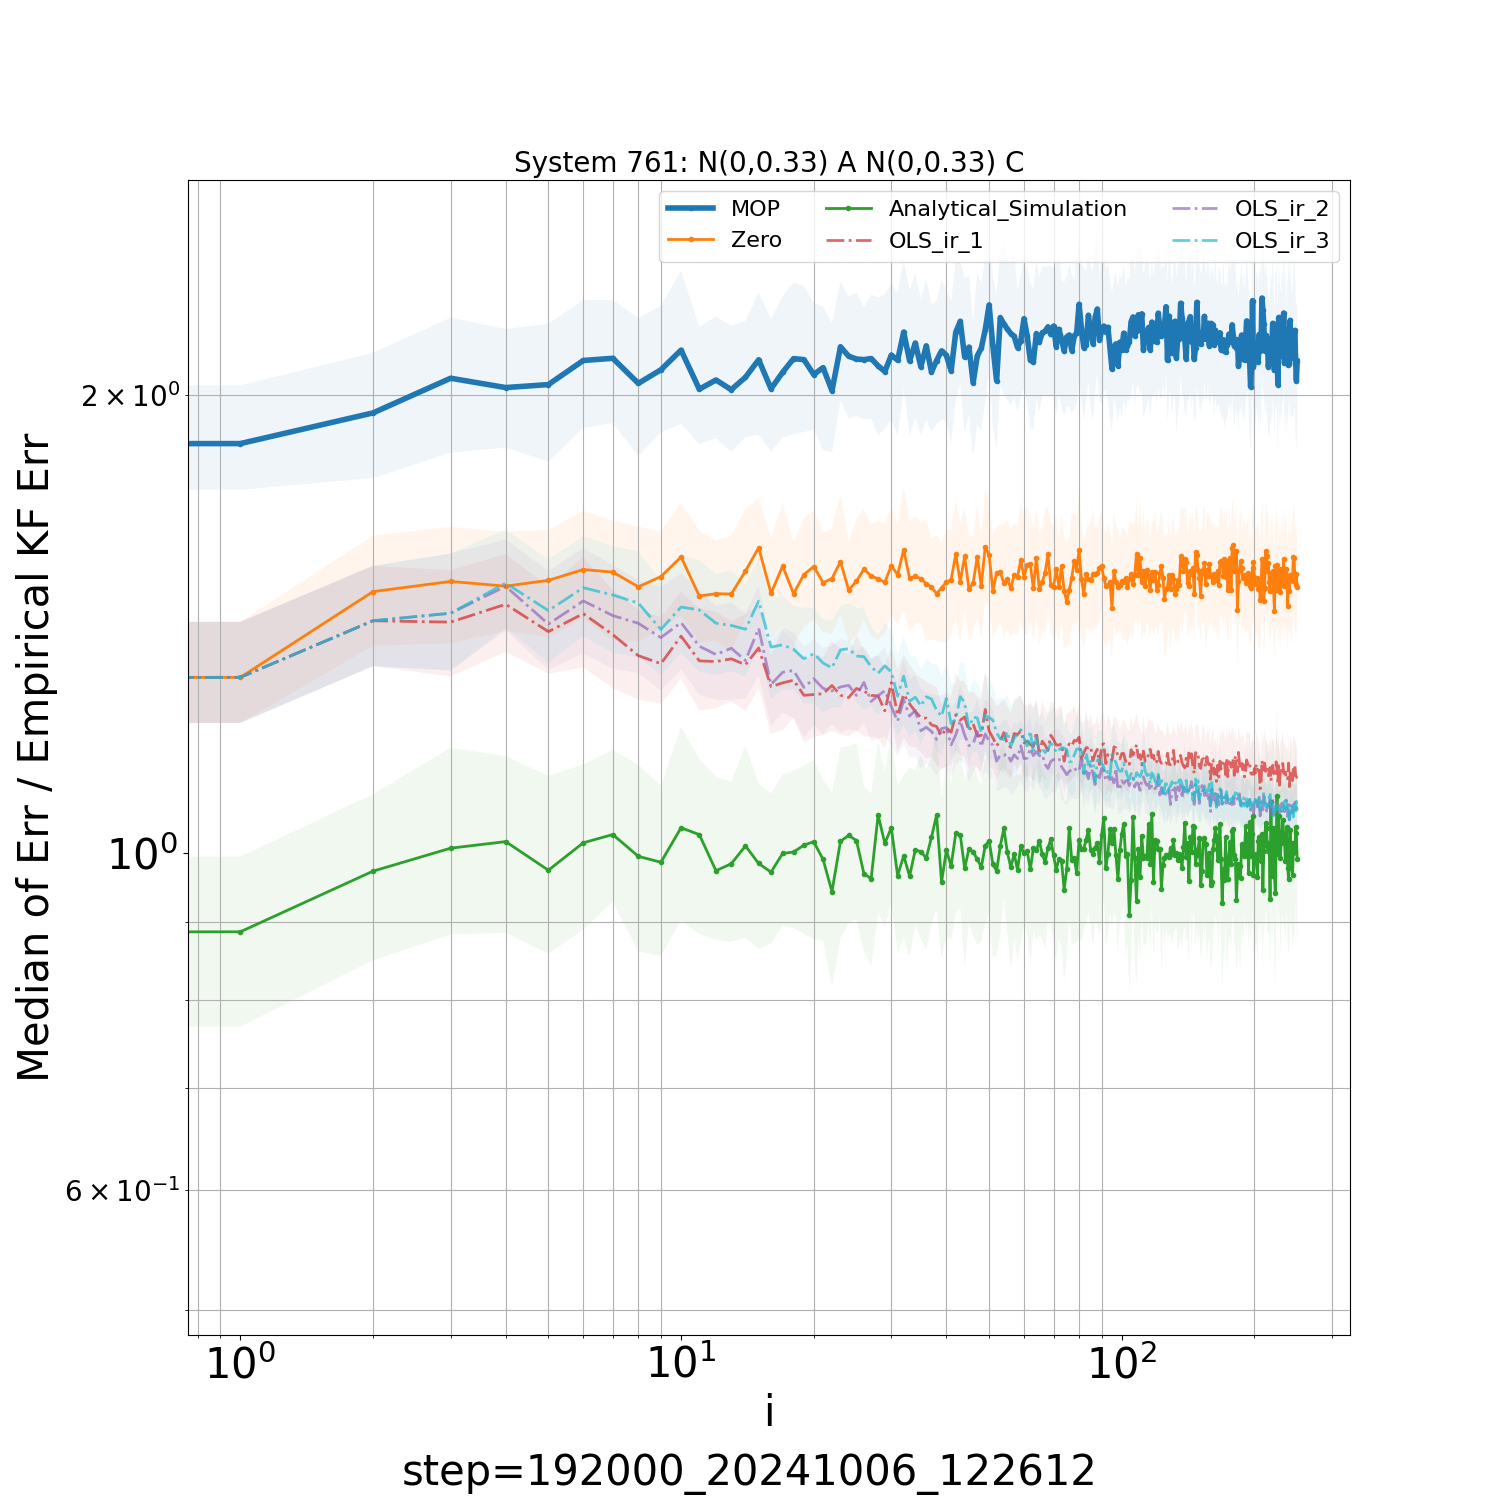 System 761: N(0,0.33) A N(0,0.33) C
MOP
Zero
Analytical_Simulation
OLS_ir_1
OLS_ir_2
OLS_ir_3
Median of Err / Empirical KF Err
2 × 10⁰
10⁰
6 × 10⁻¹
10⁰ 10¹ 10²
i
step=192000_20241006_122612